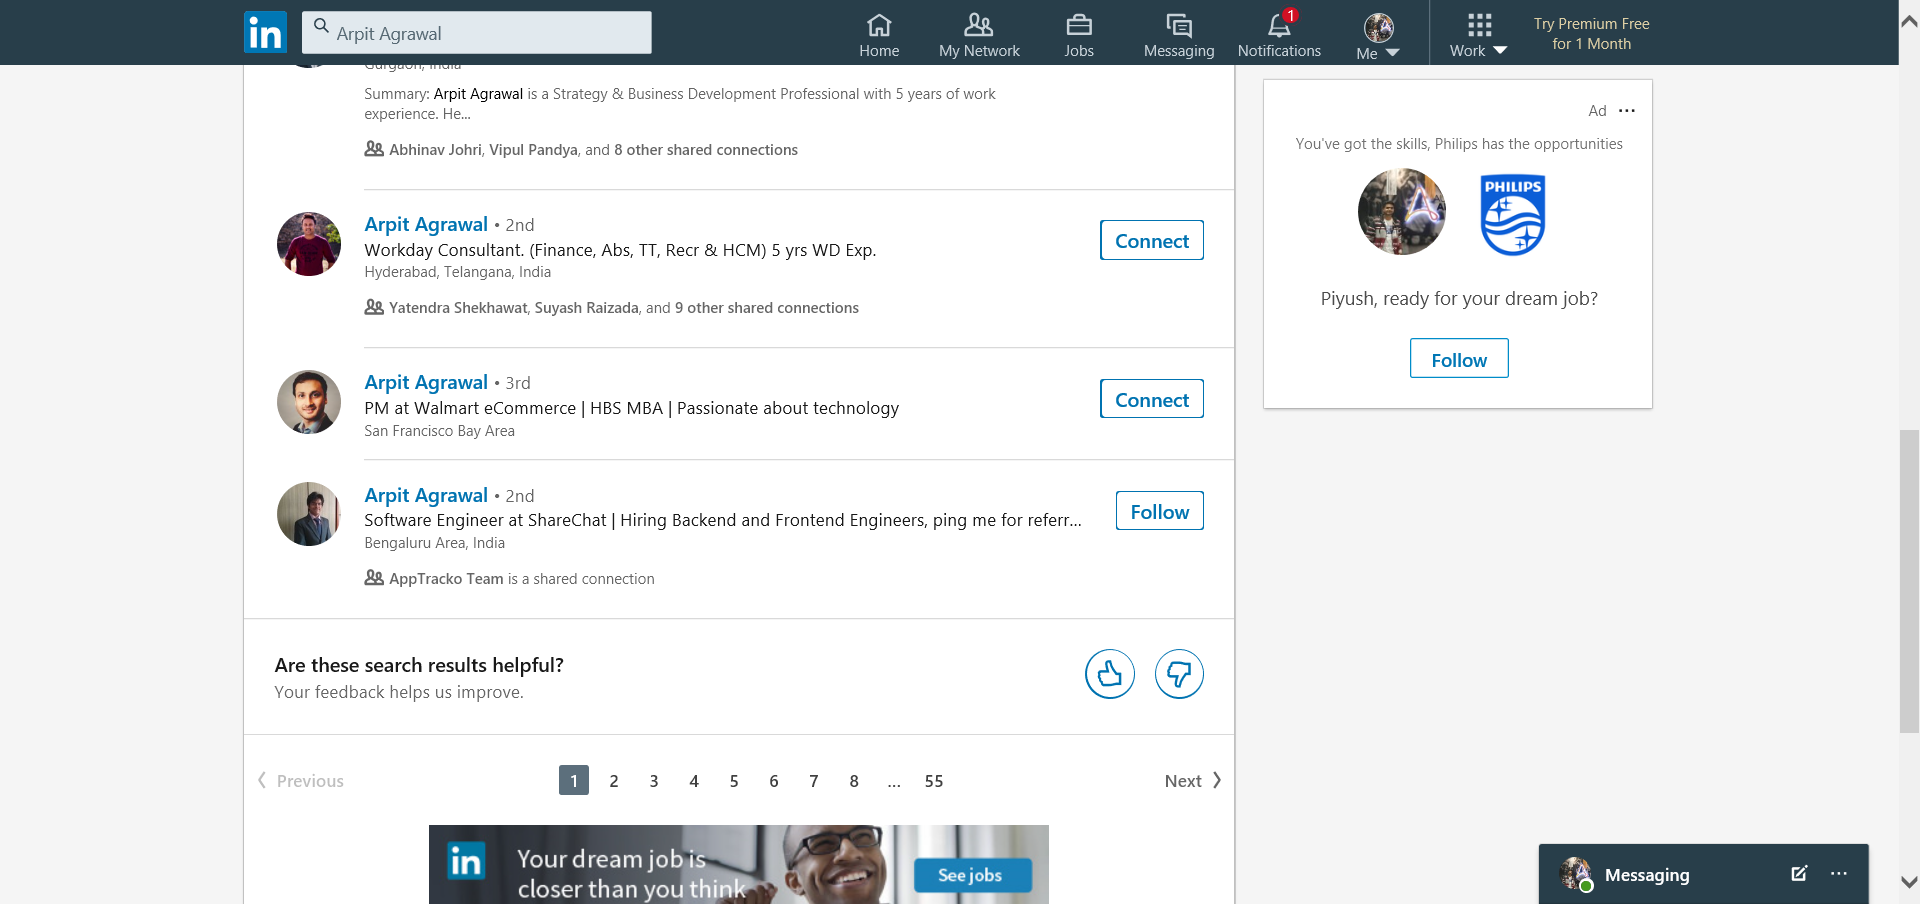 in
Arpit Agrawal
Home
My Network
Jobs
Messaging
1
Notifications
Me
Work
Try Premium Free
for 1 Month
Gurgaon, India
Summary: Arpit Agrawal is a Strategy & Business Development Professional with 5 years of work
experience. He...
Abhinav Johri, Vipul Pandya, and 8 other shared connections
Arpit Agrawal • 2nd
Workday Consultant. (Finance, Abs, TT, Recr & HCM) 5 yrs WD Exp.
Hyderabad, Telangana, India
Yatendra Shekhawat, Suyash Raizada, and 9 other shared connections
Connect
Arpit Agrawal • 3rd
PM at Walmart eCommerce | HBS MBA | Passionate about technology
San Francisco Bay Area
Connect
Arpit Agrawal • 2nd
Software Engineer at ShareChat | Hiring Backend and Frontend Engineers, ping me for referr...
Bengaluru Area, India
AppTracko Team is a shared connection
Follow
Are these search results helpful?
Your feedback helps us improve.
Previous
1 2 3 4 5 6 7 8 ... 55
Next
in
Your dream job is
closer than you think
See jobs
Ad ...
You've got the skills, Philips has the opportunities
PHILIPS
Piyush, ready for your dream job?
Follow
Messaging
...